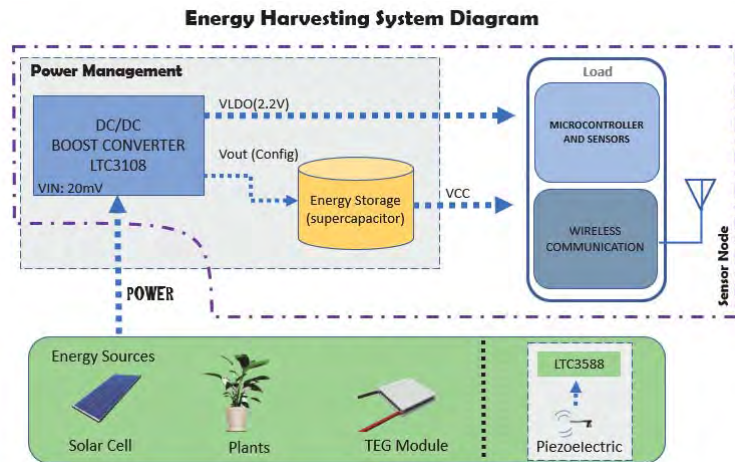 Energy Harvesting System Diagram
Power Management
DC/DC
BOOST CONVERTER
LTC3108
VIN: 20mV
VLDO(2.2V)
Vout (Config)
Energy Storage
(supercapacitor)
VCC
Load
MICROCONTROLLER
AND SENSORS
WIRELESS
COMMUNICATION
Sensor Node
POWER
Energy Sources
Solar Cell
Plants
TEG Module
LTC3588
Piezoelectric